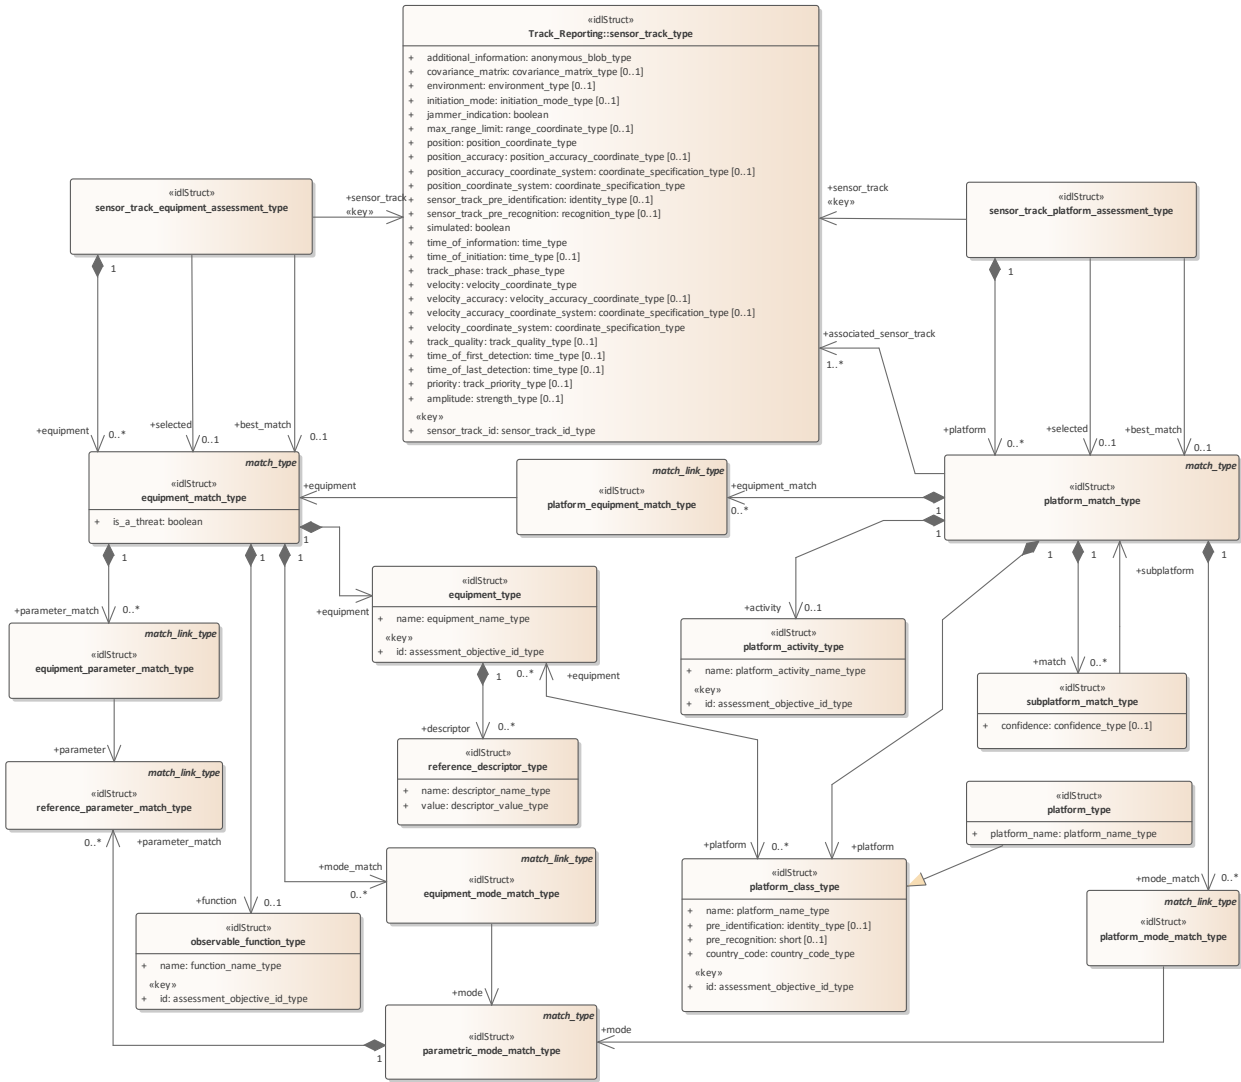 «idlStruct»
Track_Reporting::sensor_track_type
+ additional_information: anonymous_blob_type
+ covariance_matrix: covariance_matrix_type [0..1]
+ environment: environment_type [0..1]
+ initiation_mode: initiation_mode_type [0..1]
+ jammer_indication: boolean
+ max_range_limit: range_coordinate_type [0..1]
+ position: position_coordinate_type
+ position_accuracy: position_accuracy_coordinate_type [0..1]
+ position_accuracy_coordinate_system: coordinate_specification_type [0..1]
+ position_coordinate_system: coordinate_specification_type
+ sensor_track_pre_identification: identity_type [0..1]
+ sensor_track_pre_recognition: recognition_type [0..1]
+ simulated: boolean
+ time_of_information: time_type
+ time_of_initiation: time_type [0..1]
+ track_phase: track_phase_type
+ velocity: velocity_coordinate_type
+ velocity_accuracy: velocity_accuracy_coordinate_type [0..1]
+ velocity_accuracy_coordinate_system: coordinate_specification_type [0..1]
+ velocity_coordinate_system: coordinate_specification_type
+ track_quality: track_quality_type [0..1]
+ time_of_first_detection: time_type [0..1]
+ time_of_last_detection: time_type [0..1]
+ priority: track_priority_type [0..1]
+ amplitude: strength_type [0..1]
«key»
+ sensor_track_id: sensor_track_id_type
«idlStruct»
sensor_track_equipment_assessment_type
+sensor_track
«key»
+sensor_track
«key»
«idlStruct»
sensor_track_platform_assessment_type
1
1
+associated_sensor_track
1..*
+equipment
0..*
+selected
0..1
+best_match
0..1
+platform
0..*
+selected
0..1
+best_match
0..1
match_type
«idlStruct»
equipment_match_type
+ is_a_threat: boolean
+equipment
match_link_type
«idlStruct»
platform_equipment_match_type
+equipment_match
0..*
1
match_type
«idlStruct»
platform_match_type
1
1
1
1
1
1
1
1
1
+subplatform
+equipment
«idlStruct»
equipment_type
+ name: equipment_name_type
«key»
+ id: assessment_objective_id_type
+activity
0..1
«idlStruct»
platform_activity_type
+ name: platform_activity_name_type
«key»
+ id: assessment_objective_id_type
+match
0..*
«idlStruct»
subplatform_match_type
+ confidence: confidence_type [0..1]
+parameter_match
0..*
match_link_type
«idlStruct»
equipment_parameter_match_type
1
0..*
+equipment
+descriptor
0..*
«idlStruct»
reference_descriptor_type
+ name: descriptor_name_type
+ value: descriptor_value_type
+parameter
match_link_type
«idlStruct»
reference_parameter_match_type
0..*
+parameter_match
«idlStruct»
platform_type
+ platform_name: platform_name_type
+platform
0..*
+platform
«idlStruct»
platform_class_type
+ name: platform_name_type
+ pre_identification: identity_type [0..1]
+ pre_recognition: short [0..1]
+ country_code: country_code_type
«key»
+ id: assessment_objective_id_type
+mode_match
0..*
match_link_type
«idlStruct»
equipment_mode_match_type
+mode_match
0..*
match_link_type
«idlStruct»
platform_mode_match_type
+function
0..1
«idlStruct»
observable_function_type
+ name: function_name_type
«key»
+ id: assessment_objective_id_type
+mode
match_type
«idlStruct»
parametric_mode_match_type
1
+mode